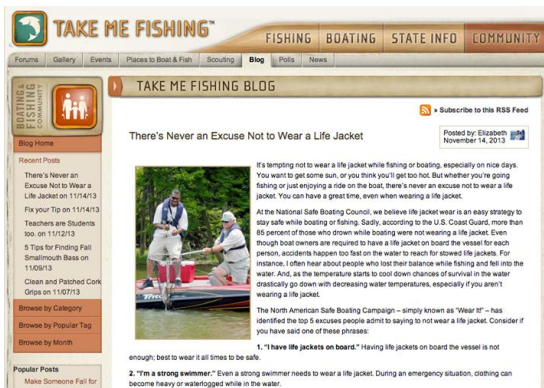 TAKE ME FISHING™
FISHING
BOATING
STATE INFO
COMMUNITY
Forums
Gallery
Events
Places to Boat & Fish
Scouting
Blog
Polls
News
BOATING &
FISHING
COMMUNITY
TAKE ME FISHING BLOG
» Subscribe to this RSS Feed
Blog Home
Recent Posts
There's Never an
Excuse Not to Wear a
Life Jacket on 11/14/13
Fix your Tip on 11/14/13
Teachers are Students
too. on 11/12/13
5 Tips for Finding Fall
Smallmouth Bass on
11/09/13
Clean and Patched Cork
Grips on 11/07/13
Browse by Category
Browse by Popular Tag
Browse by Month
Popular Posts
Make Someone Fall for
There's Never an Excuse Not to Wear a Life Jacket
Posted by: Elizabeth
November 14, 2013
It's tempting not to wear a life jacket while fishing or boating, especially on nice days.
You want to get some sun, or you think you'll get too hot. But whether you're going
fishing or just enjoying a ride on the boat, there's never an excuse not to wear a life
jacket. You can have a great time, even when wearing a life jacket.
At the National Safe Boating Council, we believe life jacket wear is an easy strategy to
stay safe while boating or fishing. Sadly, according to the U.S. Coast Guard, more than
85 percent of those who drown while boating were not wearing a life jacket. Even
though boat owners are required to have a life jacket on board the vessel for each
person, accidents happen too fast on the water to reach for stowed life jackets. For
instance, I often hear about people who lost their balance while fishing and fell into the
water. And, as the temperature starts to cool down chances of survival in the water
drastically go down with decreasing water temperatures, especially if you aren't
wearing a life jacket.
The North American Safe Boating Campaign – simply known as "Wear It!" – has
identified the top 5 excuses people admit to saying to not wear a life jacket. Consider if
you have said one of these phrases:
1. "I have life jackets on board." Having life jackets on board the vessel is not
enough; best to wear it all times to be safe.
2. "I'm a strong swimmer." Even a strong swimmer needs to wear a life jacket. During an emergency situation, clothing can
become heavy or waterlogged while in the water.